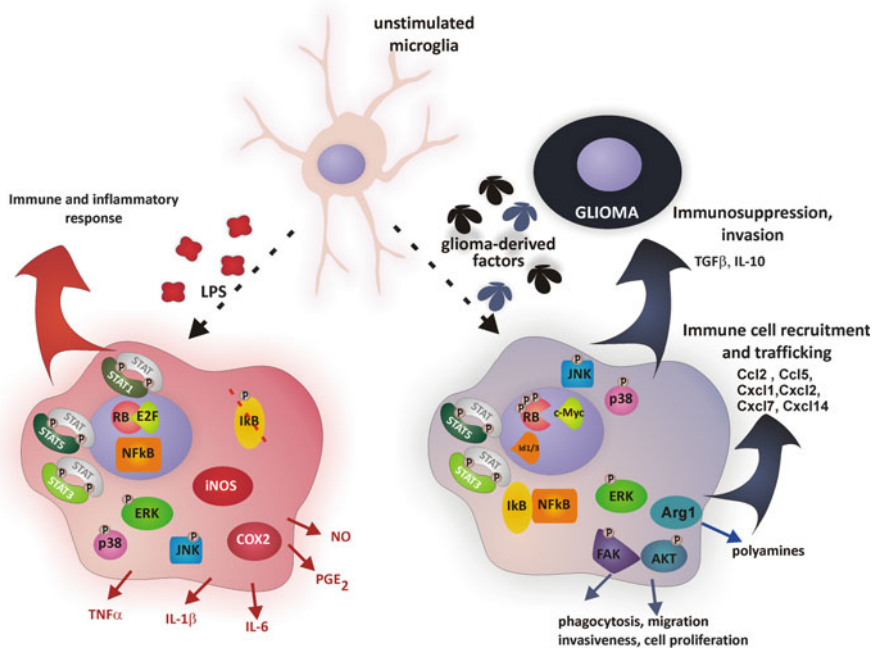 unstimulated
microglia
GLIOMA
Immune and inflammatory
response
LPS
glioma-derived
factors
Immunosuppression,
invasion
TGFβ, IL-10
Immune cell recruitment
and trafficking
Ccl2 , Ccl5,
Cxcl1,Cxcl2,
Cxcl7, Cxcl14
STAT
P P
STAT1
RB E2F
NFkB
STAT
P P
STAT5
STAT
P P
STAT3
P
IkB
iNOS
P
ERK
P
p38
P
JNK
COX2
NO
PGE2
TNFα
IL-1β
IL-6
P
JNK
P
p38
P P P
RB
c-Myc
Id1/3
STAT
P P
STAT5
STAT
P P
STAT3
IkB NFkB
P
ERK
Arg1
P
FAK
P
AKT
polyamines
phagocytosis, migration
invasiveness, cell proliferation